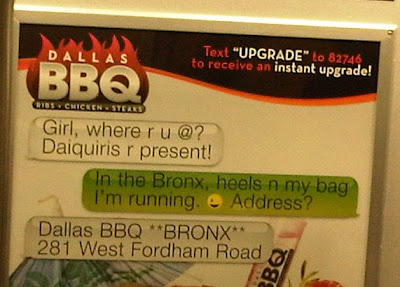 DALLAS
BBQ
RIBS • CHICKEN • STEAKS
Text "UPGRADE" to 82746
to receive an instant upgrade!
Girl, where r u @?
Daiquiris r present!
In the Bronx, heels n my bag
I'm running. 😉 Address?
Dallas BBQ **BRONX**
281 West Fordham Road
BBQ